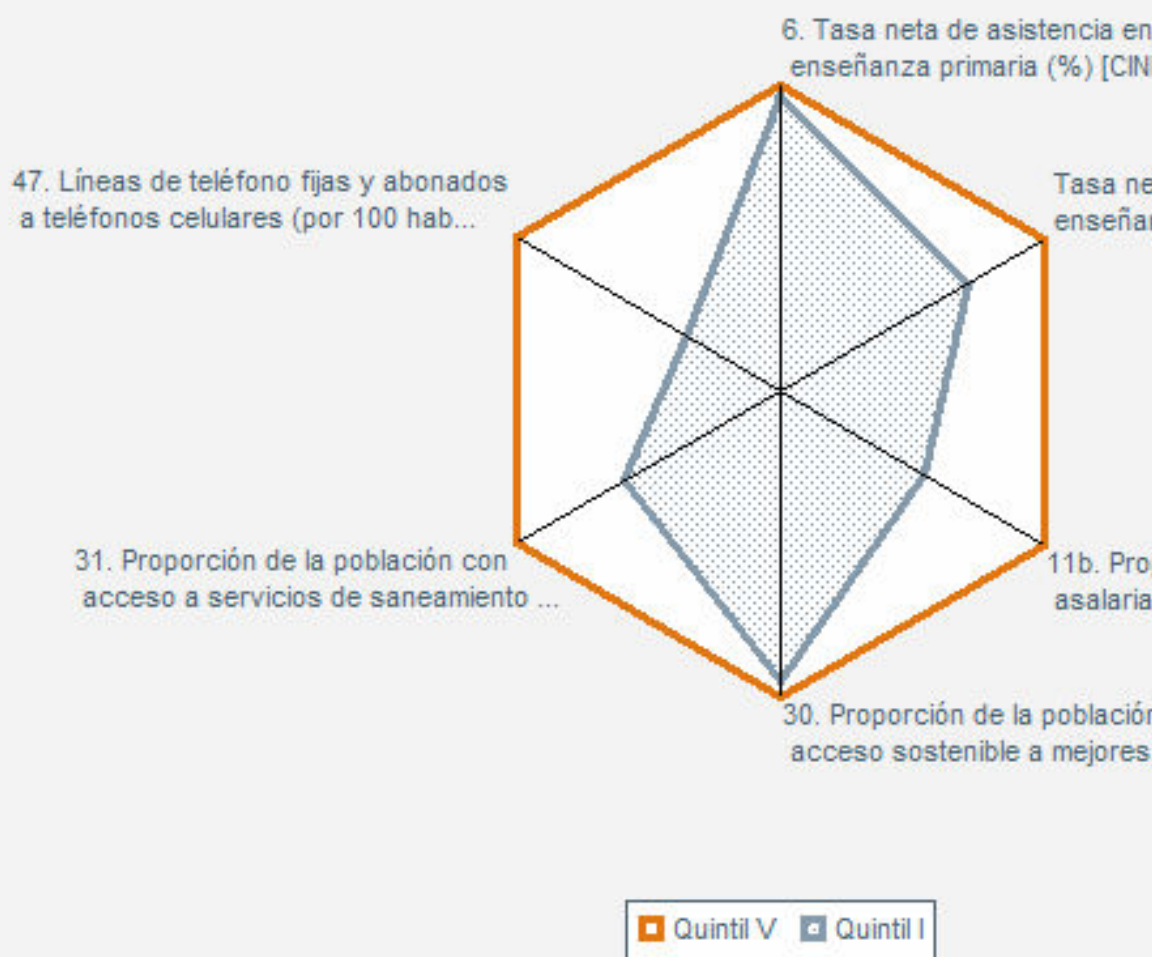 6. Tasa neta de asistencia en
enseñanza primaria (%) [CIN
47. Líneas de teléfono fijas y abonados
a teléfonos celulares (por 100 hab...
Tasa ne
enseña
31. Proporción de la población con
acceso a servicios de saneamiento ...
11b. Pro
asalaria
30. Proporción de la población
acceso sostenible a mejores
Quintil V Quintil I